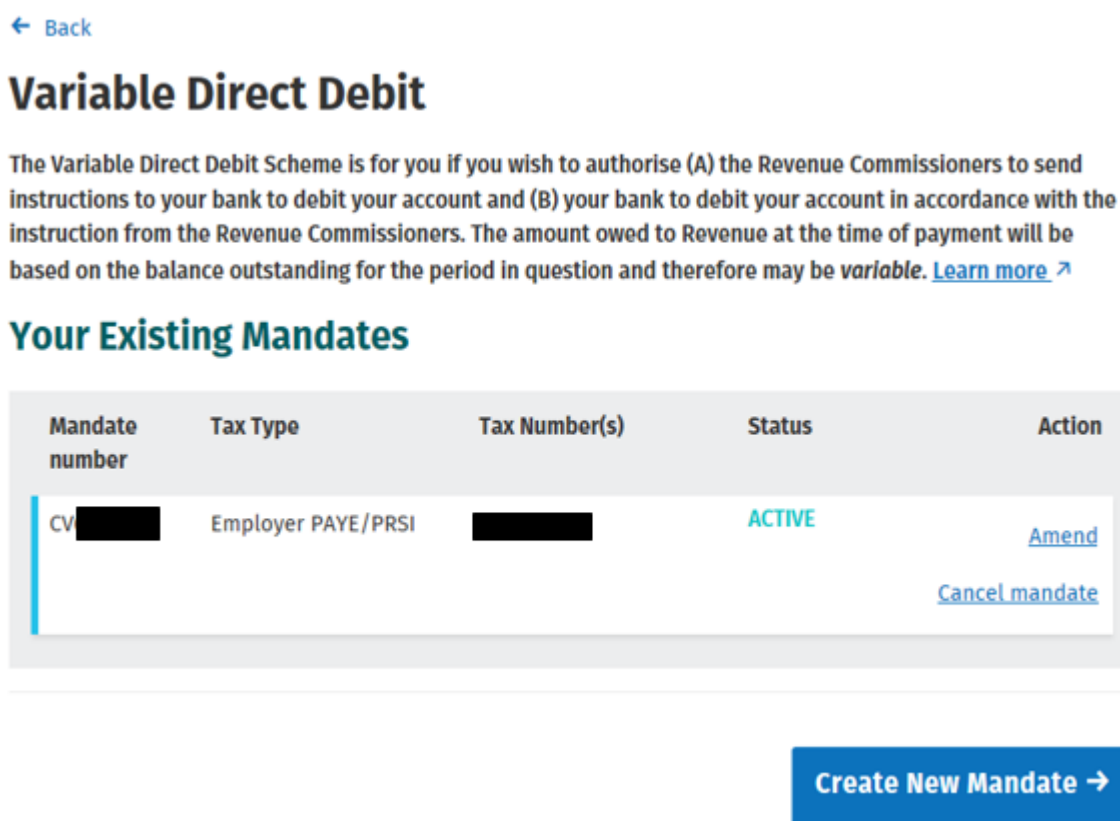 ← Back
Variable Direct Debit
The Variable Direct Debit Scheme is for you if you wish to authorise (A) the Revenue Commissioners to send
instructions to your bank to debit your account and (B) your bank to debit your account in accordance with the
instruction from the Revenue Commissioners. The amount owed to Revenue at the time of payment will be
based on the balance outstanding for the period in question and therefore may be variable. Learn more ↗
Your Existing Mandates
Mandate number Tax Type Tax Number(s) Status Action
CV Employer PAYE/PRSI ACTIVE Amend
Cancel mandate
Create New Mandate →